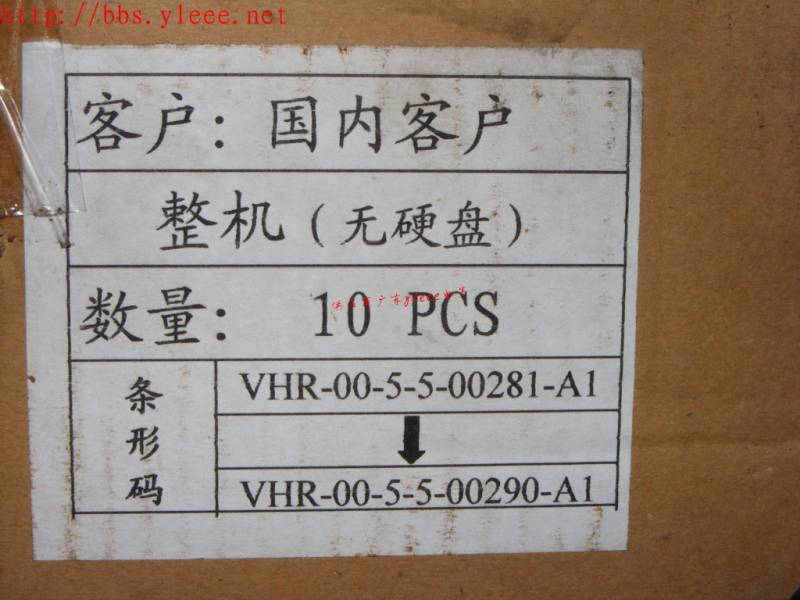 http://bbs.yleee.net
客户：国内客户
整机（无硬盘）
数量：10 PCS
条形码
VHR-00-5-5-00281-A1
VHR-00-5-5-00290-A1